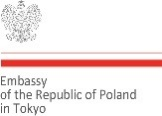 Embassy
of the Republic of Poland
in Tokyo